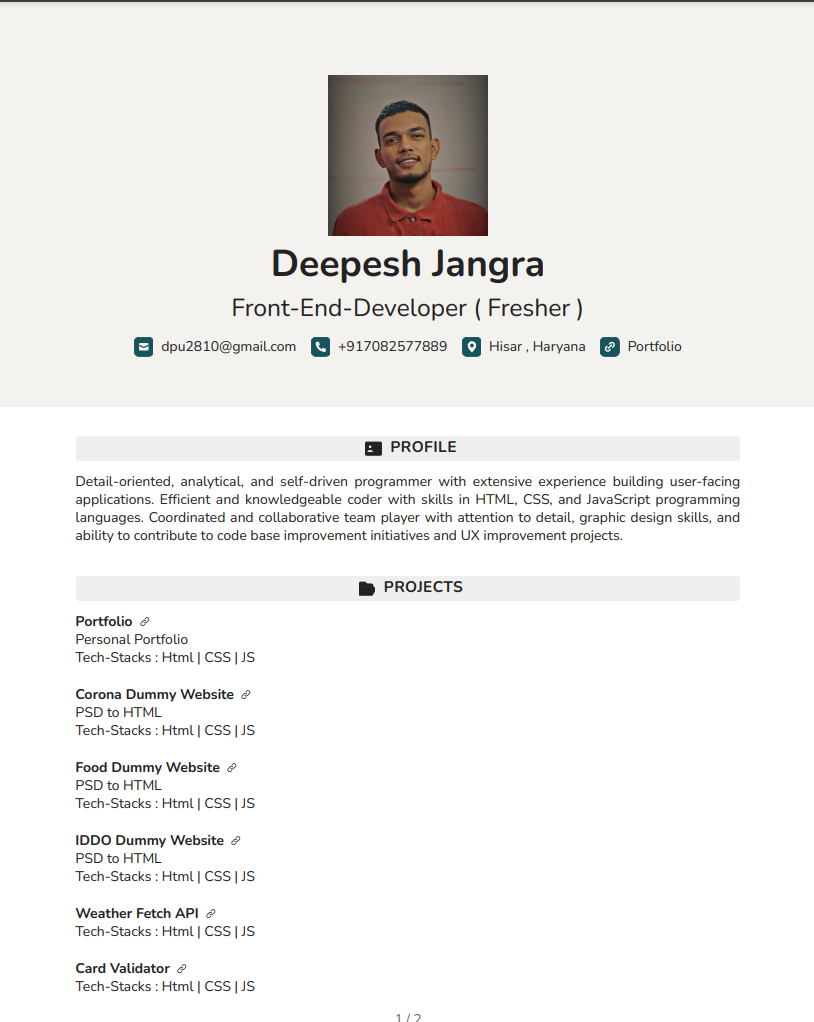 Deepesh Jangra
Front-End-Developer ( Fresher )
dpu2810@gmail.com +917082577889 Hisar , Haryana Portfolio
PROFILE
Detail-oriented, analytical, and self-driven programmer with extensive experience building user-facing
applications. Efficient and knowledgeable coder with skills in HTML, CSS, and JavaScript programming
languages. Coordinated and collaborative team player with attention to detail, graphic design skills, and
ability to contribute to code base improvement initiatives and UX improvement projects.
PROJECTS
Portfolio
Personal Portfolio
Tech-Stacks : Html | CSS | JS
Corona Dummy Website
PSD to HTML
Tech-Stacks : Html | CSS | JS
Food Dummy Website
PSD to HTML
Tech-Stacks : Html | CSS | JS
IDDO Dummy Website
PSD to HTML
Tech-Stacks : Html | CSS | JS
Weather Fetch API
Tech-Stacks : Html | CSS | JS
Card Validator
Tech-Stacks : Html | CSS | JS
1 / 2